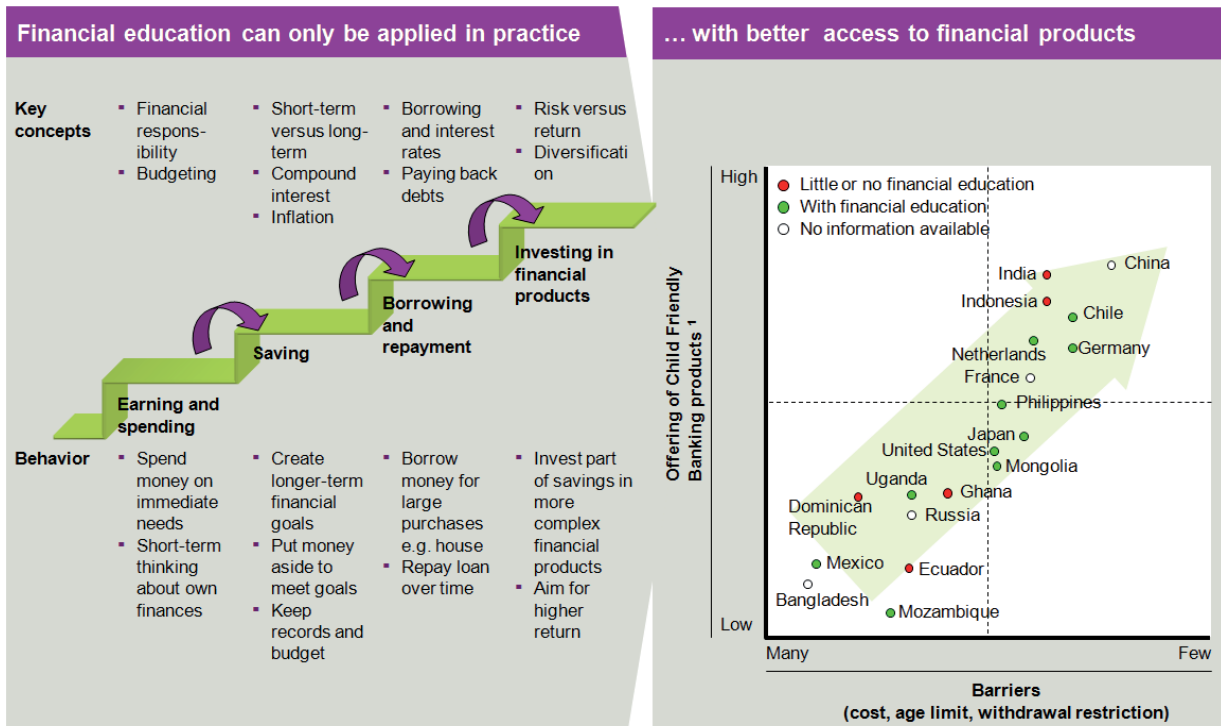 Financial education can only be applied in practice
… with better access to financial products
Key
concepts
▪ Financial
respons-
ibility
▪ Budgeting
▪ Short-term
versus long-
term
▪ Compound
interest
▪ Inflation
▪ Borrowing
and interest
rates
▪ Paying back
debts
▪ Risk versus
return
▪ Diversificati
on
Earning and
spending
Saving
Borrowing
and
repayment
Investing in
financial
products
Behavior
▪ Spend
money on
immediate
needs
▪ Short-term
thinking
about own
finances
▪ Create
longer-term
financial
goals
▪ Put money
aside to
meet goals
▪ Keep
records and
budget
▪ Borrow
money for
large
purchases
e.g. house
▪ Repay loan
over time
▪ Invest part
of savings in
more
complex
financial
products
▪ Aim for
higher
return
Offering of Child Friendly
Banking products 1
High
Low
Little or no financial education
With financial education
No information available
China
India
Indonesia
Chile
Netherlands
Germany
France
Philippines
Japan
United States
Mongolia
Uganda
Ghana
Dominican
Republic
Russia
Mexico
Ecuador
Bangladesh
Mozambique
Many
Few
Barriers
(cost, age limit, withdrawal restriction)